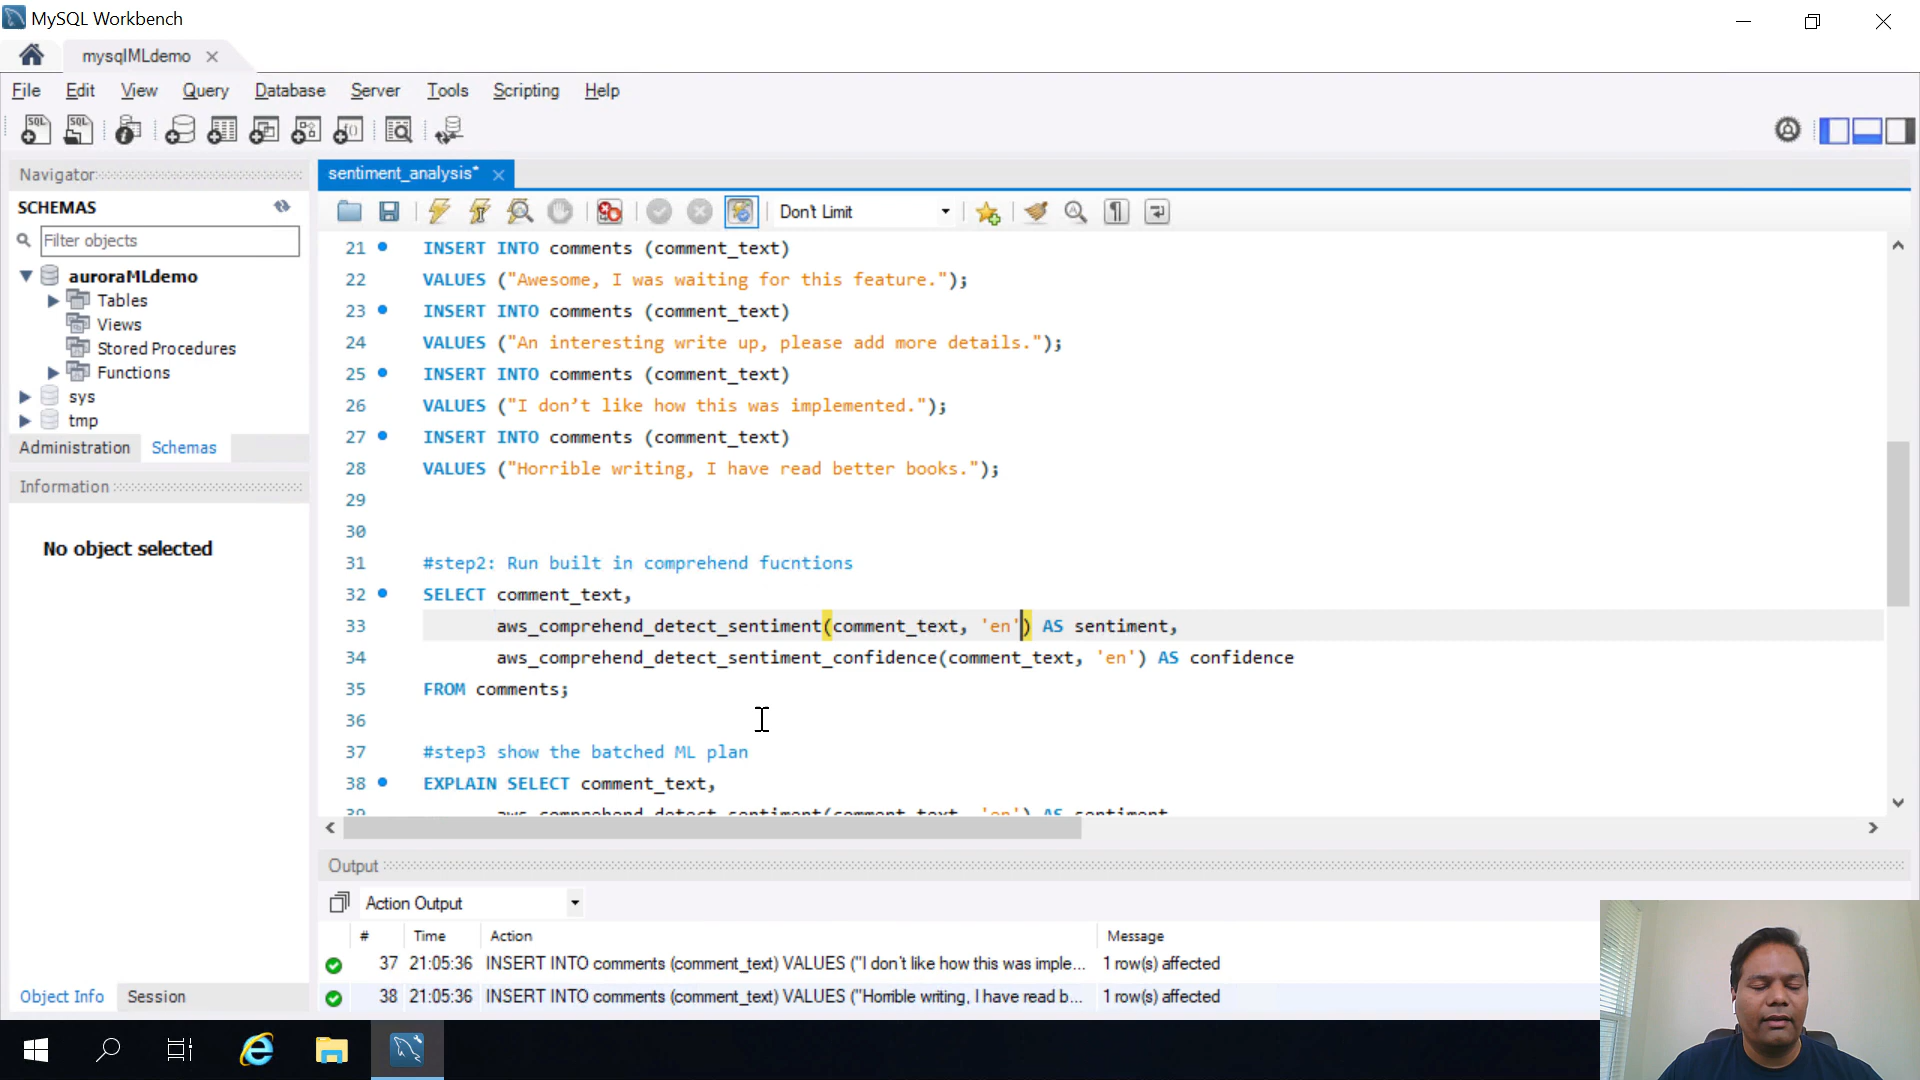 MySQL Workbench
mysqlMLdemo
File Edit View Query Database Server Tools Scripting Help
Navigator
SCHEMAS
Filter objects
auroraMLdemo
Tables
Views
Stored Procedures
Functions
sys
tmp
Administration Schemas
Information
No object selected
Object Info Session
sentiment_analysis*
Don't Limit
21 INSERT INTO comments (comment_text)
22 VALUES ("Awesome, I was waiting for this feature.");
23 INSERT INTO comments (comment_text)
24 VALUES ("An interesting write up, please add more details.");
25 INSERT INTO comments (comment_text)
26 VALUES ("I don’t like how this was implemented.");
27 INSERT INTO comments (comment_text)
28 VALUES ("Horrible writing, I have read better books.");
29
30
31 #step2: Run built in comprehend fucntions
32 SELECT comment_text,
33 aws_comprehend_detect_sentiment(comment_text, 'en') AS sentiment,
34 aws_comprehend_detect_sentiment_confidence(comment_text, 'en') AS confidence
35 FROM comments;
36
37 #step3 show the batched ML plan
38 EXPLAIN SELECT comment_text,
39 aws_comprehend_detect_sentiment(comment_text, 'en') AS sentiment
Output
Action Output
# Time Action Message
37 21:05:36 INSERT INTO comments (comment_text) VALUES ("I don't like how this was imple... 1 row(s) affected
38 21:05:36 INSERT INTO comments (comment_text) VALUES ("Horrible writing, I have read b... 1 row(s) affected